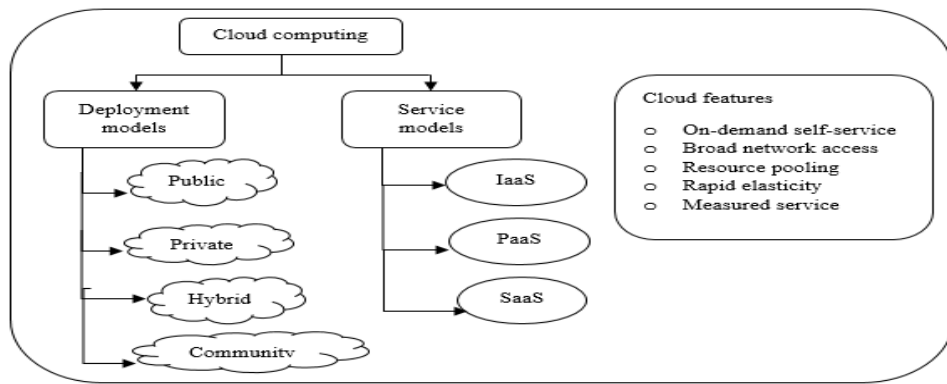 Cloud computing
Deployment
models
Service
models
Public
Private
Hybrid
Community
IaaS
PaaS
SaaS
Cloud features
o On-demand self-service
o Broad network access
o Resource pooling
o Rapid elasticity
o Measured service